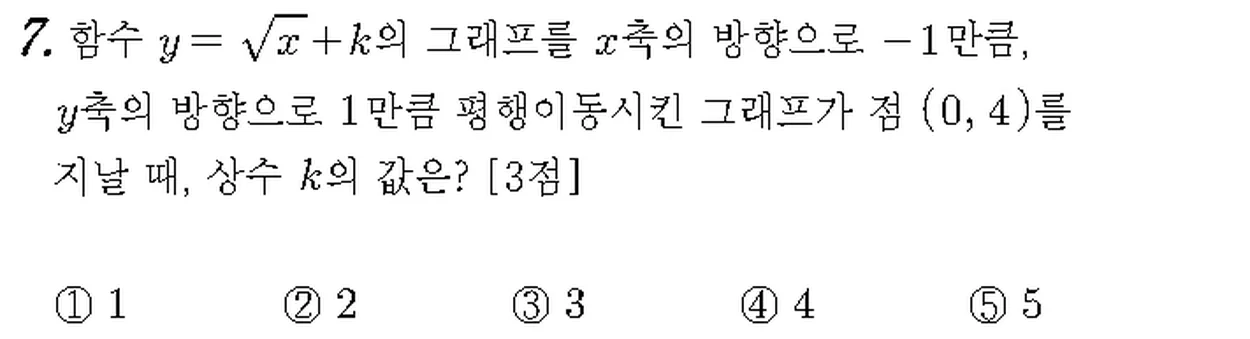 7. 함수 y = √x + k의 그래프를 x축의 방향으로 -1만큼,
y축의 방향으로 1만큼 평행이동시킨 그래프가 점 (0, 4)를
지날 때, 상수 k의 값은? [3점]
① 1 ② 2 ③ 3 ④ 4 ⑤ 5